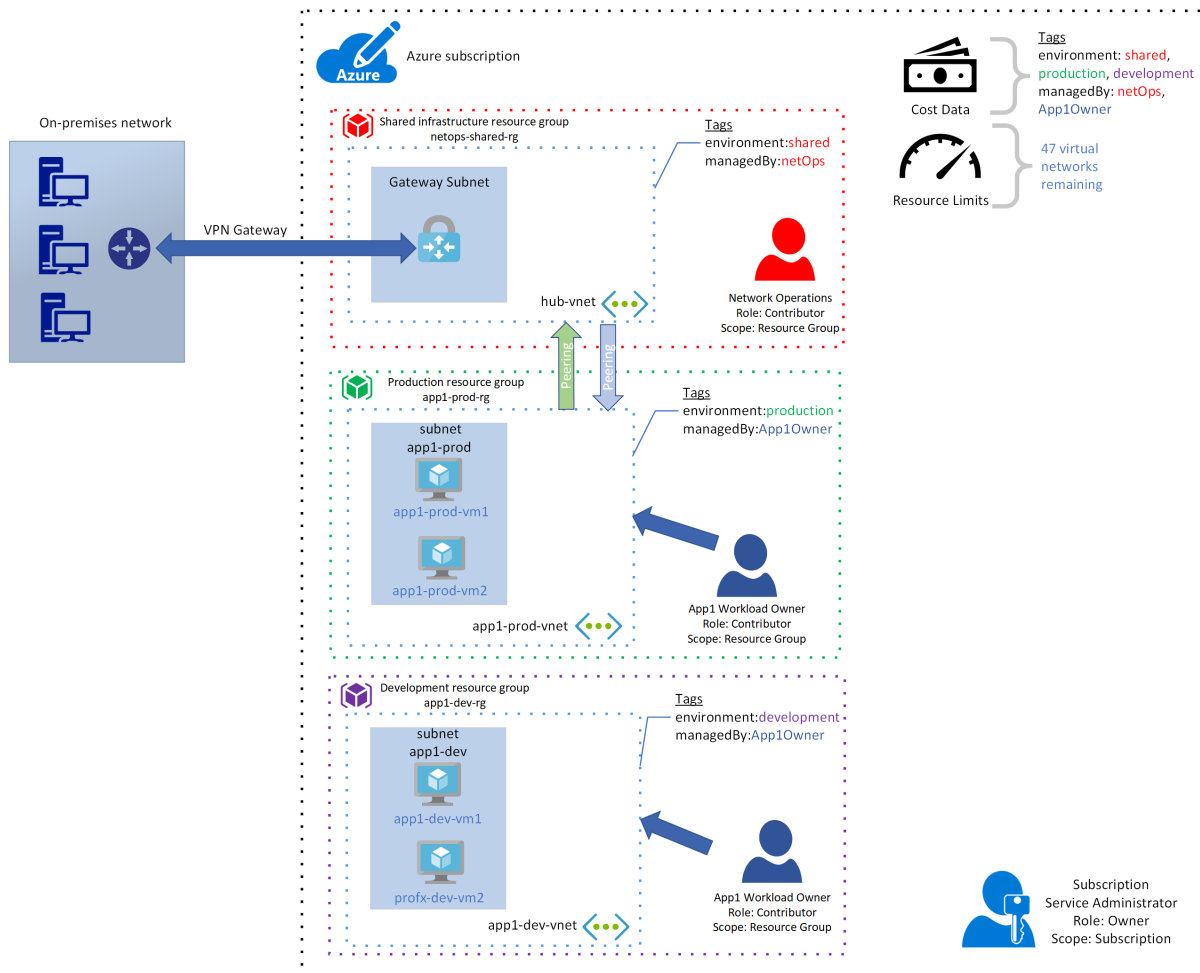 Azure
Azure subscription
Cost Data
Tags
environment: shared,
production, development
managedBy: netOps,
App1Owner
Resource Limits
47 virtual
networks
remaining
On-premises network
VPN Gateway
Shared infrastructure resource group
netops-shared-rg
Gateway Subnet
hub-vnet
Tags
environment:shared
managedBy:netOps
Network Operations
Role: Contributor
Scope: Resource Group
Peering
Peering
Production resource group
app1-prod-rg
subnet
app1-prod
app1-prod-vm1
app1-prod-vm2
app1-prod-vnet
Tags
environment:production
managedBy:App1Owner
App1 Workload Owner
Role: Contributor
Scope: Resource Group
Development resource group
app1-dev-rg
subnet
app1-dev
app1-dev-vm1
profx-dev-vm2
app1-dev-vnet
Tags
environment:development
managedBy:App1Owner
App1 Workload Owner
Role: Contributor
Scope: Resource Group
Subscription
Service Administrator
Role: Owner
Scope: Subscription